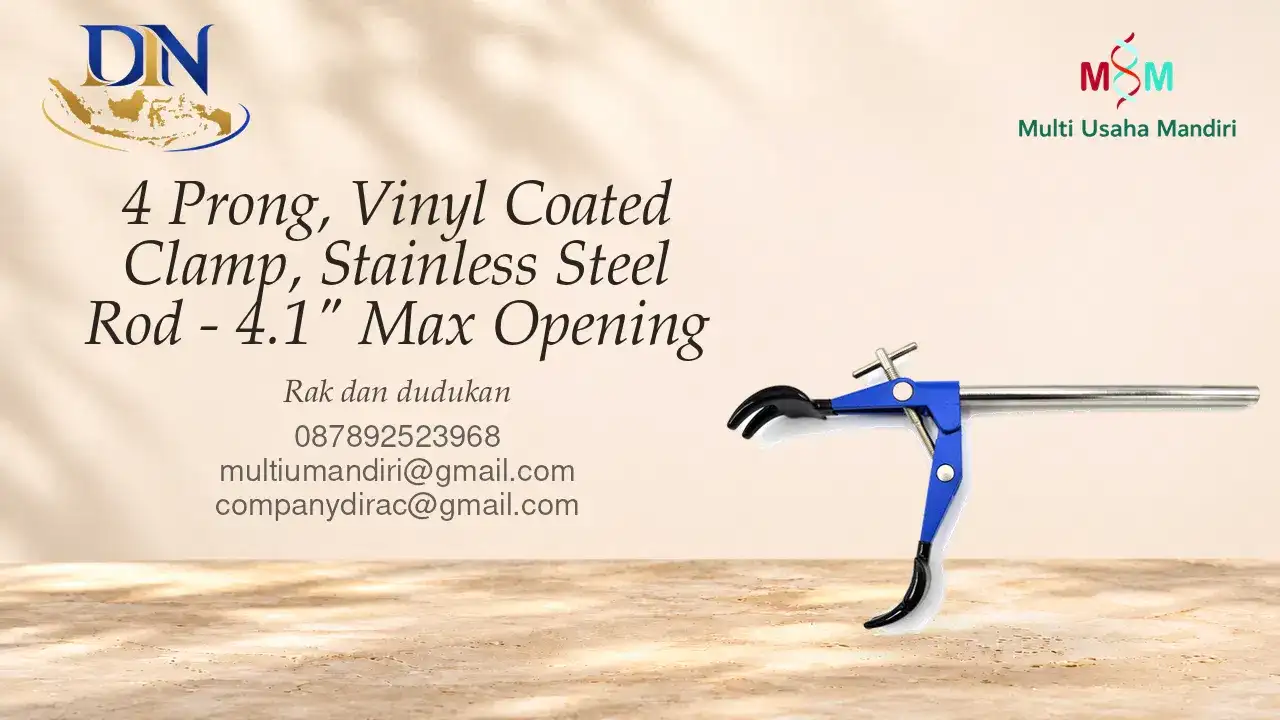 DIN
M M
Multi Usaha Mandiri
4 Prong, Vinyl Coated
Clamp, Stainless Steel
Rod - 4.1" Max Opening
Rak dan dudukan
087892523968
multiumandiri@gmail.com
companydirac@gmail.com